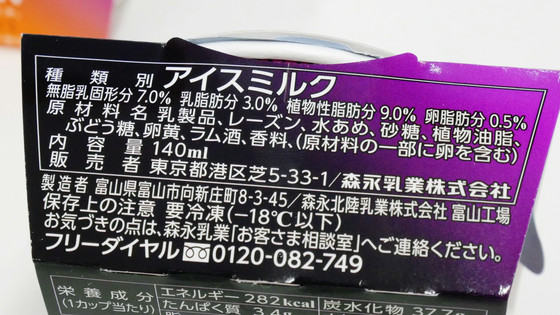 種類別 アイスミルク
無脂乳固形分 7.0% 乳脂肪分 3.0% 植物性脂肪分 9.0% 卵脂肪分 0.5%
原材料名 乳製品、レーズン、水あめ、砂糖、植物油脂、
ぶどう糖、卵黄、ラム酒、香料、(原材料の一部に卵を含む)
内容量 140ml
販売者 東京都港区芝5-33-1/森永乳業株式会社
製造者 富山県富山市向新庄町8-3-45/森永北陸乳業株式会社 富山工場
保存上の注意 要冷凍(-18℃以下)
お気づきの点は、森永乳業「お客さま相談室」へご連絡ください。
フリーダイヤル 0120-082-749
栄養成分 エネルギー 282kcal 炭水化物 37.7g
(1カップ当たり) たんぱく質 3.4g